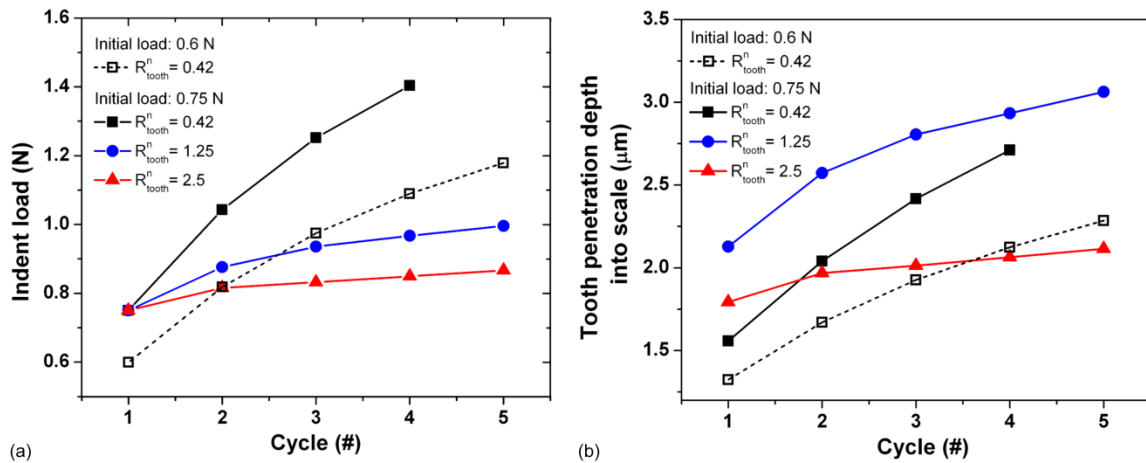 Indent load (N)
1.6
1.4
1.2
1.0
0.8
0.6
Initial load: 0.6 N
R^n_tooth = 0.42
Initial load: 0.75 N
R^n_tooth = 0.42
R^n_tooth = 1.25
R^n_tooth = 2.5
1 2 3 4 5
Cycle (#)
(a)
Tooth penetration depth
into scale (μm)
3.5
3.0
2.5
2.0
1.5
Initial load: 0.6 N
R^n_tooth = 0.42
Initial load: 0.75 N
R^n_tooth = 0.42
R^n_tooth = 1.25
R^n_tooth = 2.5
1 2 3 4 5
Cycle (#)
(b)